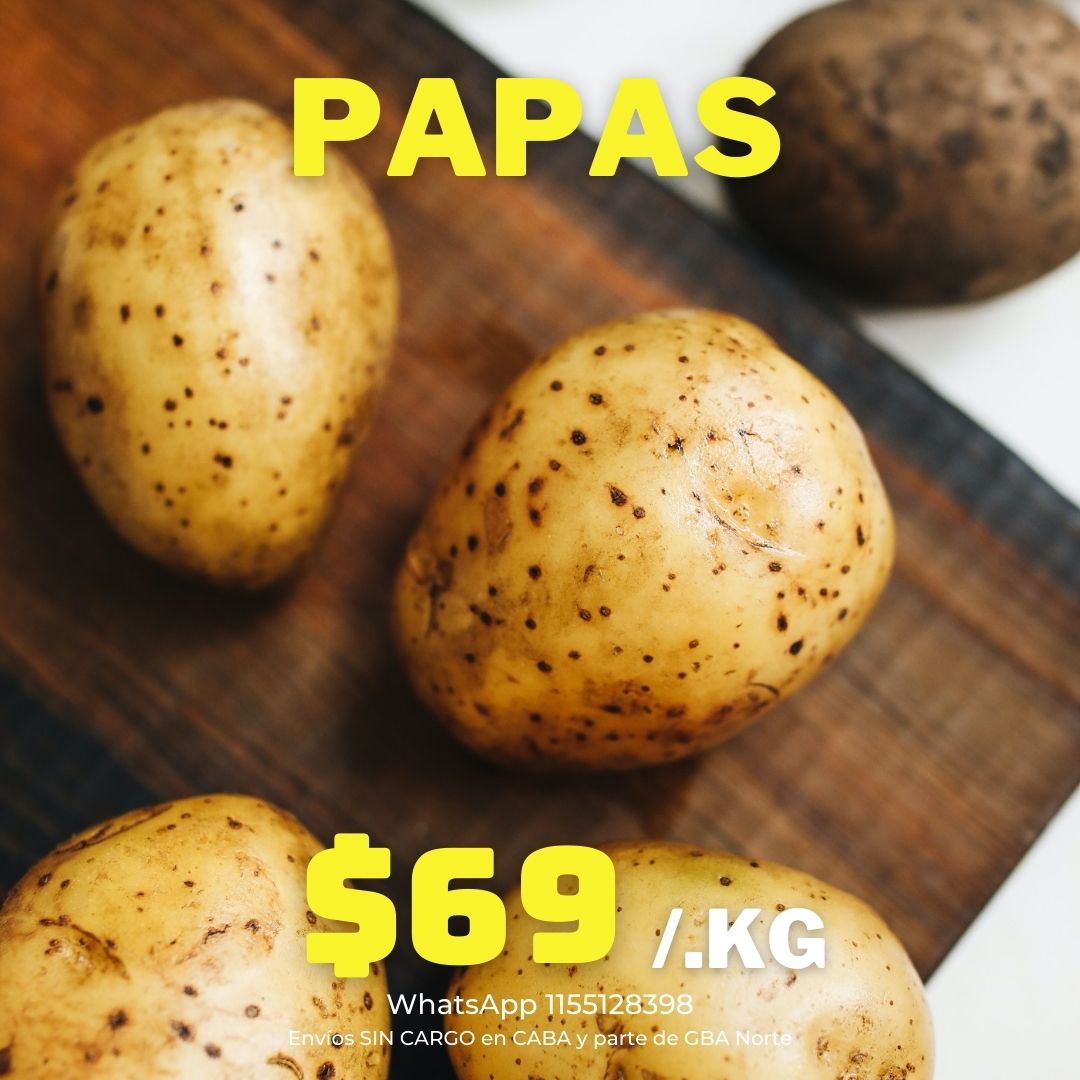 PAPAS
$69 /.KG
WhatsApp 1155128398
Envíos SIN CARGO en CABA y parte de GBA Norte